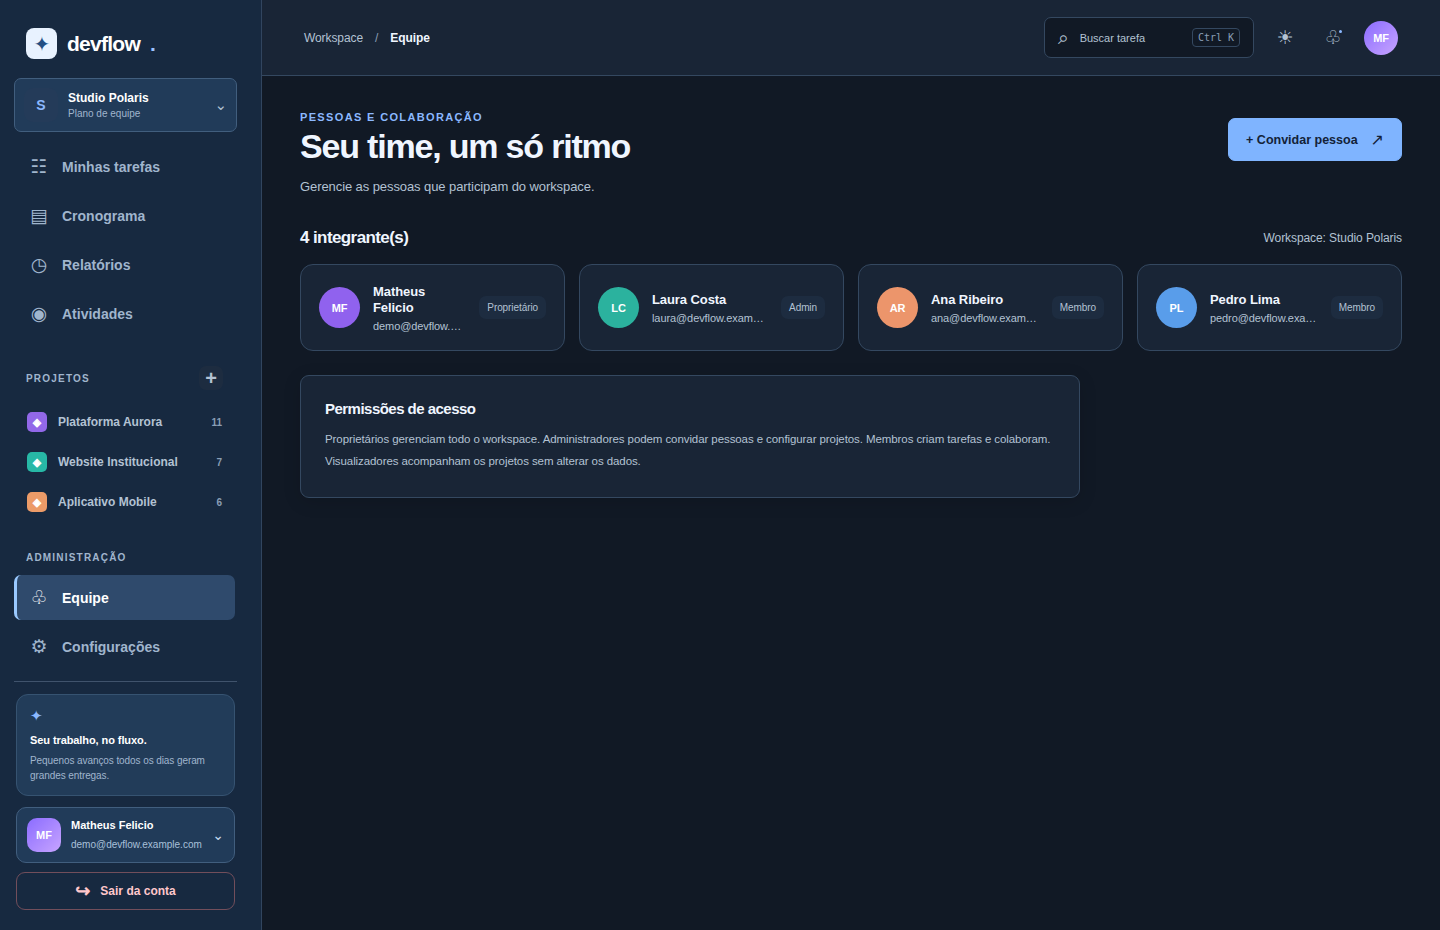 devflow.
S
Studio Polaris
Plano de equipe
Minhas tarefas
Cronograma
Relatórios
Atividades
PROJETOS
+
Plataforma Aurora 11
Website Institucional 7
Aplicativo Mobile 6
ADMINISTRAÇÃO
Equipe
Configurações
Seu trabalho, no fluxo.
Pequenos avanços todos os dias geram
grandes entregas.
MF
Matheus Felicio
demo@devflow.example.com
Sair da conta
Workspace / Equipe
Buscar tarefa Ctrl K
MF
PESSOAS E COLABORAÇÃO
Seu time, um só ritmo
Gerencie as pessoas que participam do workspace.
+ Convidar pessoa ↗
4 integrante(s)
Workspace: Studio Polaris
MF
Matheus
Felicio
demo@devflow.…
Proprietário
LC
Laura Costa
laura@devflow.exam…
Admin
AR
Ana Ribeiro
ana@devflow.exam…
Membro
PL
Pedro Lima
pedro@devflow.exa…
Membro
Permissões de acesso
Proprietários gerenciam todo o workspace. Administradores podem convidar pessoas e configurar projetos. Membros criam tarefas e colaboram.
Visualizadores acompanham os projetos sem alterar os dados.